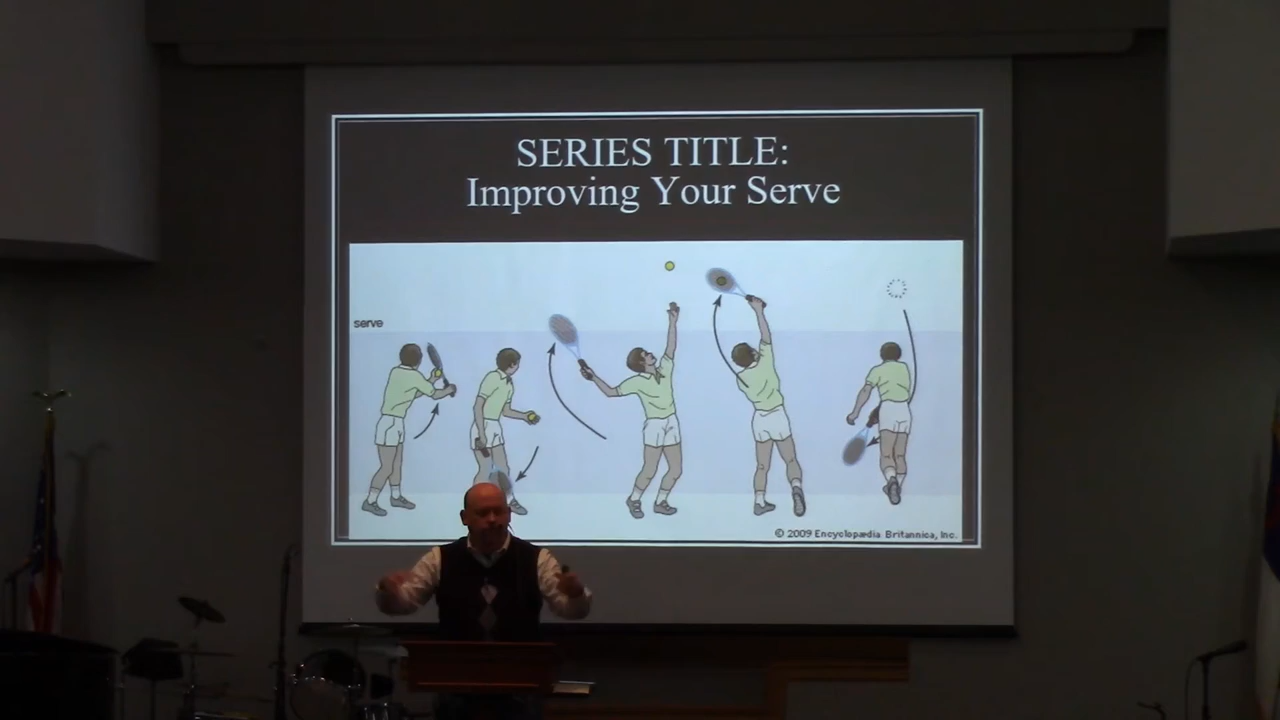 SERIES TITLE:
Improving Your Serve
serve
© 2009 Encyclopædia Britannica, Inc.